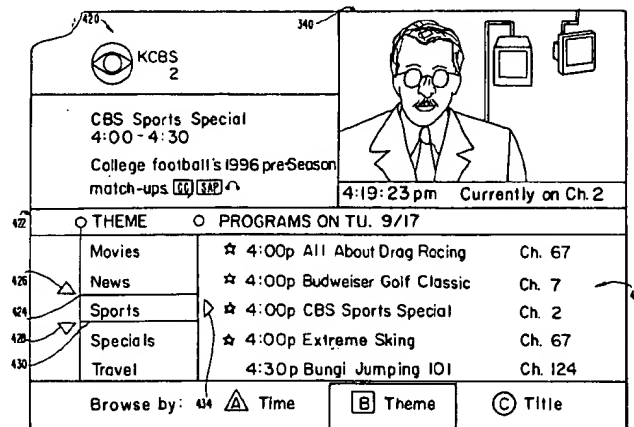 420
340
KCBS
2
CBS Sports Special
4:00-4:30
College football's 1996 pre-Season
match-ups. CC SAP
4:19:23 pm Currently on Ch. 2
422
THEME PROGRAMS ON TU. 9/17
Movies ☆ 4:00p All About Drag Racing Ch. 67
426
News ☆ 4:00p Budweiser Golf Classic Ch. 7
424
Sports ☆ 4:00p CBS Sports Special Ch. 2
428
Specials ☆ 4:00p Extreme Sking Ch. 67
430
Travel 4:30p Bungi Jumping 101 Ch. 124
Browse by: 434 A Time B Theme C Title